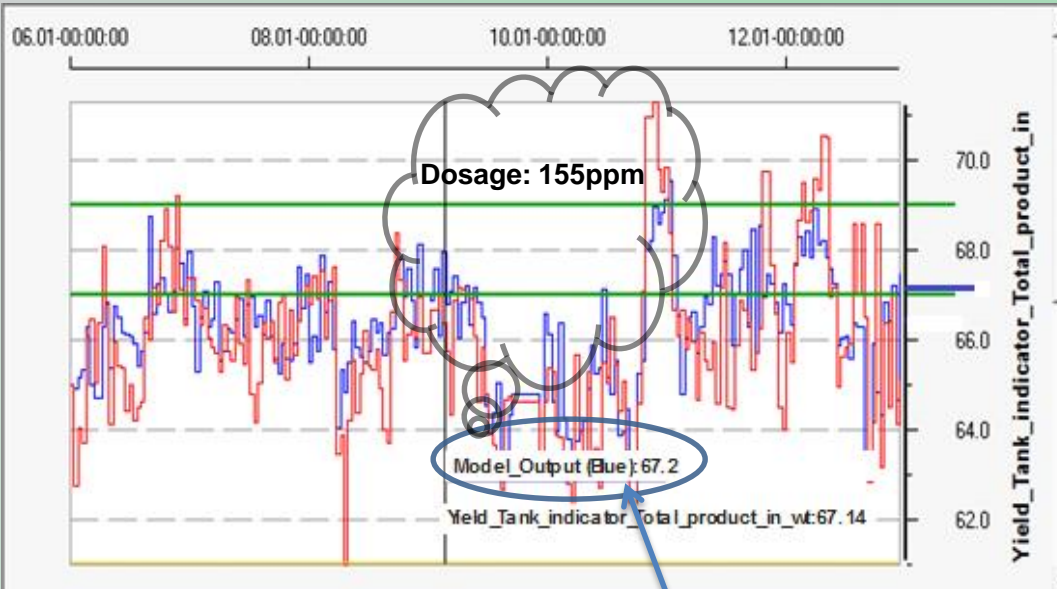 06.01-00:00:00 08.01-00:00:00 10.01-00:00:00 12.01-00:00:00
Dosage: 155ppm
70.0
68.0
66.0
64.0
62.0
Model_Output (Blue):67.2
Yield_Tank_indicator_Total_product_in_wt:67.14
Yield_Tank_indicator_Total_product_in